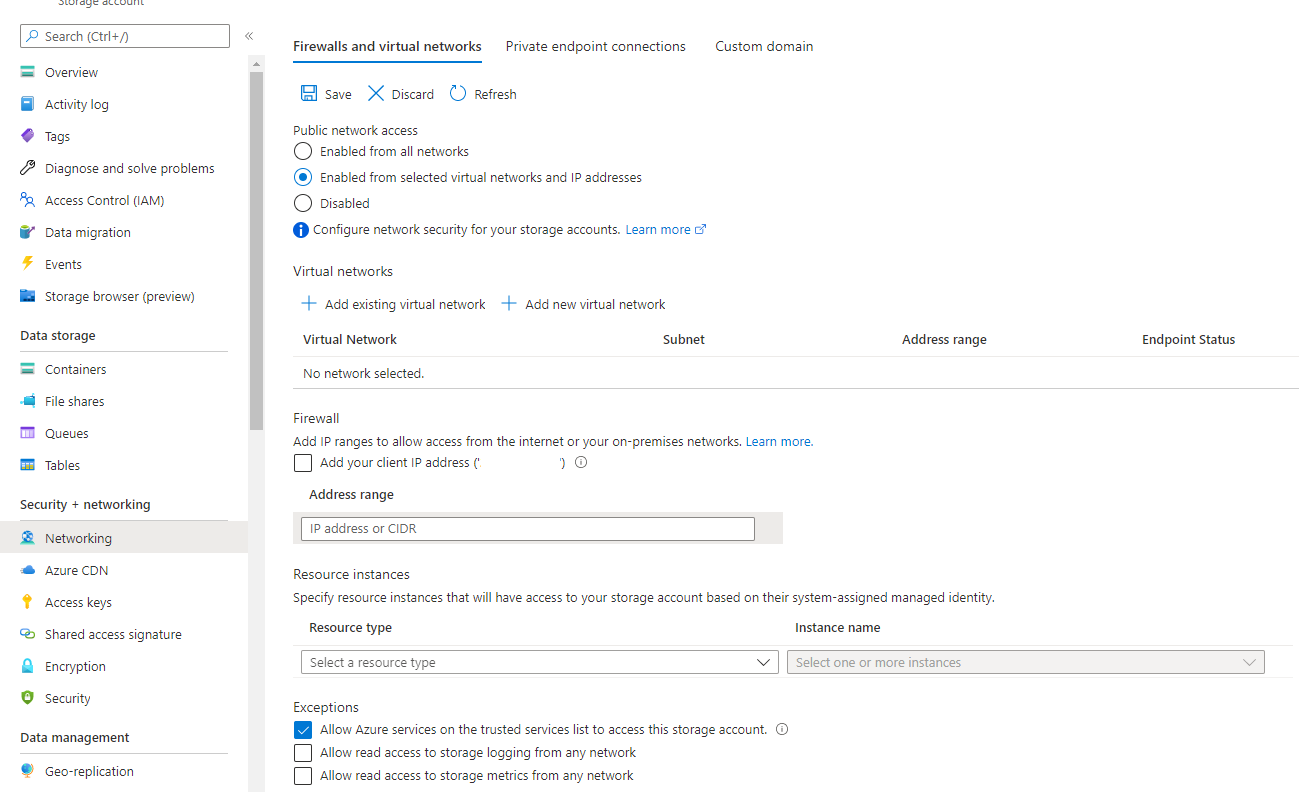 Storage account
Search (Ctrl+/)
«
Overview
Activity log
Tags
Diagnose and solve problems
Access Control (IAM)
Data migration
Events
Storage browser (preview)
Data storage
Containers
File shares
Queues
Tables
Security + networking
Networking
Azure CDN
Access keys
Shared access signature
Encryption
Security
Data management
Geo-replication
Firewalls and virtual networks Private endpoint connections Custom domain
Save Discard Refresh
Public network access
Enabled from all networks
Enabled from selected virtual networks and IP addresses
Disabled
Configure network security for your storage accounts. Learn more
Virtual networks
Add existing virtual network Add new virtual network
Virtual Network Subnet Address range Endpoint Status
No network selected.
Firewall
Add IP ranges to allow access from the internet or your on-premises networks. Learn more.
Add your client IP address (' ')
Address range
IP address or CIDR
Resource instances
Specify resource instances that will have access to your storage account based on their system-assigned managed identity.
Resource type Instance name
Select a resource type Select one or more instances
Exceptions
Allow Azure services on the trusted services list to access this storage account.
Allow read access to storage logging from any network
Allow read access to storage metrics from any network